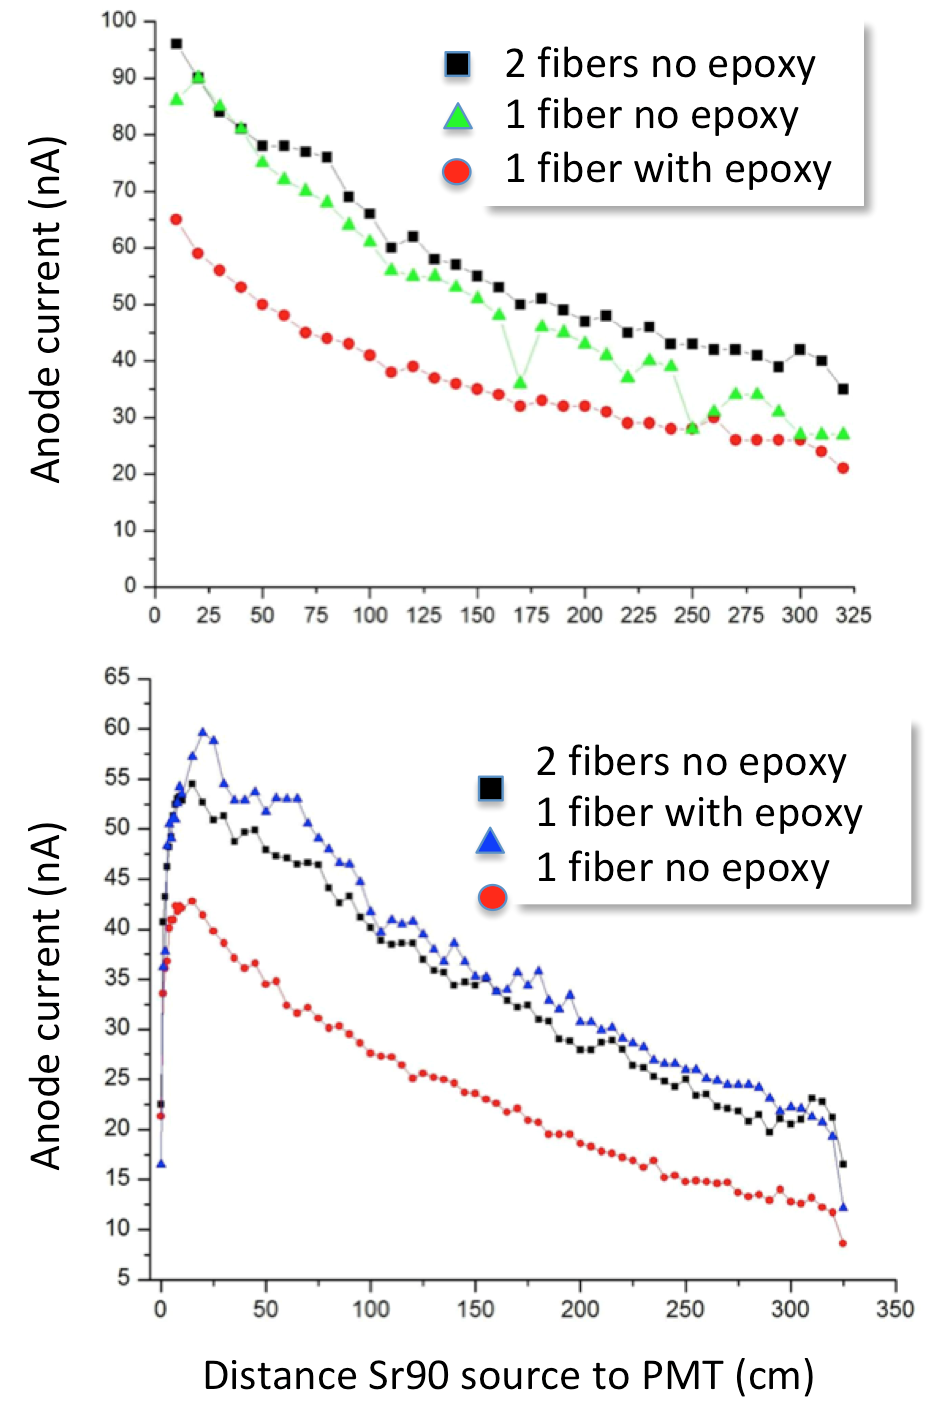 100
90
80
70
60
50
40
30
20
10
0
Anode current (nA)
2 fibers no epoxy
1 fiber no epoxy
1 fiber with epoxy
0 25 50 75 100 125 150 175 200 225 250 275 300 325
65
60
55
50
45
40
35
30
25
20
15
10
5
Anode current (nA)
2 fibers no epoxy
1 fiber with epoxy
1 fiber no epoxy
0 50 100 150 200 250 300 350
Distance Sr90 source to PMT (cm)